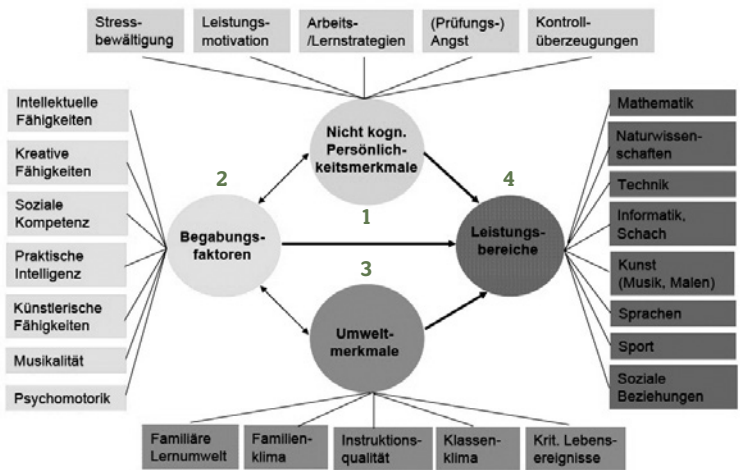 Stress-
bewältigung
Leistungs-
motivation
Arbeits-
/Lernstrategien
(Prüfungs-)
Angst
Kontroll-
überzeugungen
Intellektuelle
Fähigkeiten
Kreative
Fähigkeiten
Soziale
Kompetenz
Praktische
Intelligenz
Künstlerische
Fähigkeiten
Musikalität
Psychomotorik
2
Begabungs-
faktoren
Nicht kogn.
Persönlich-
keitsmerkmale
1
3
Umwelt-
merkmale
4
Leistungs-
bereiche
Mathematik
Naturwissen-
schaften
Technik
Informatik,
Schach
Kunst
(Musik, Malen)
Sprachen
Sport
Soziale
Beziehungen
Familiäre
Lernumwelt
Familien-
klima
Instruktions-
qualität
Klassen-
klima
Krit. Lebens-
ereignisse